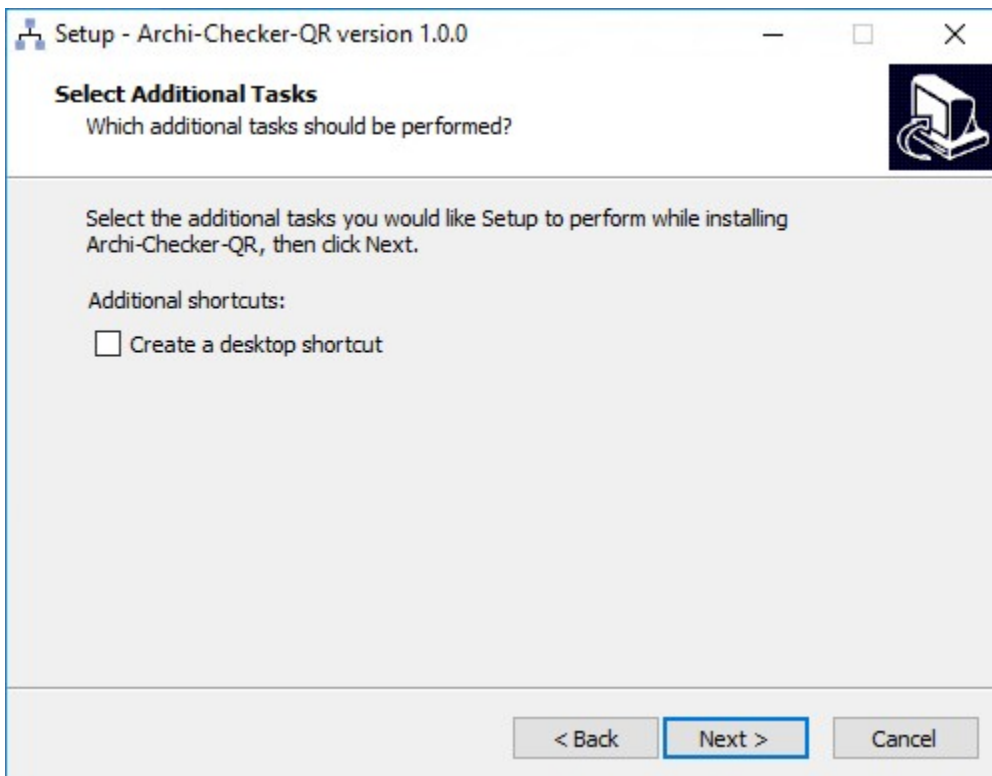 Setup - Archi-Checker-QR version 1.0.0
Select Additional Tasks
Which additional tasks should be performed?
Select the additional tasks you would like Setup to perform while installing
Archi-Checker-QR, then click Next.
Additional shortcuts:
Create a desktop shortcut
< Back
Next >
Cancel